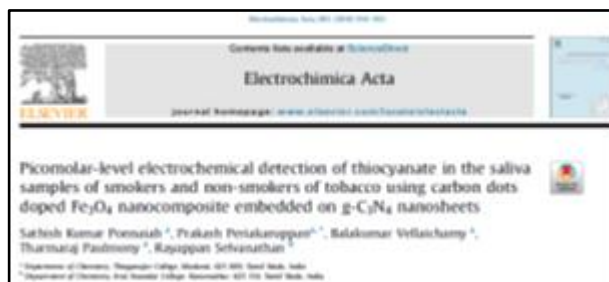 Contents lists available at ScienceDirect
Electrochimica Acta
ELSEVIER
journal homepage: www.elsevier.com/locate/electacta
Picomolar-level electrochemical detection of thiocyanate in the saliva
samples of smokers and non-smokers of tobacco using carbon dots
doped Fe₃O₄ nanocomposite embedded on g-C₃N₄ nanosheets
Sathish Kumar Ponnaiah ᵃ, Prakash Periakaruppan ᵃ,*, Balakumar Vellaichamy ᵃ,
Tharmaraj Paulmony ᵃ, Rayappan Selvanathan ᵇ